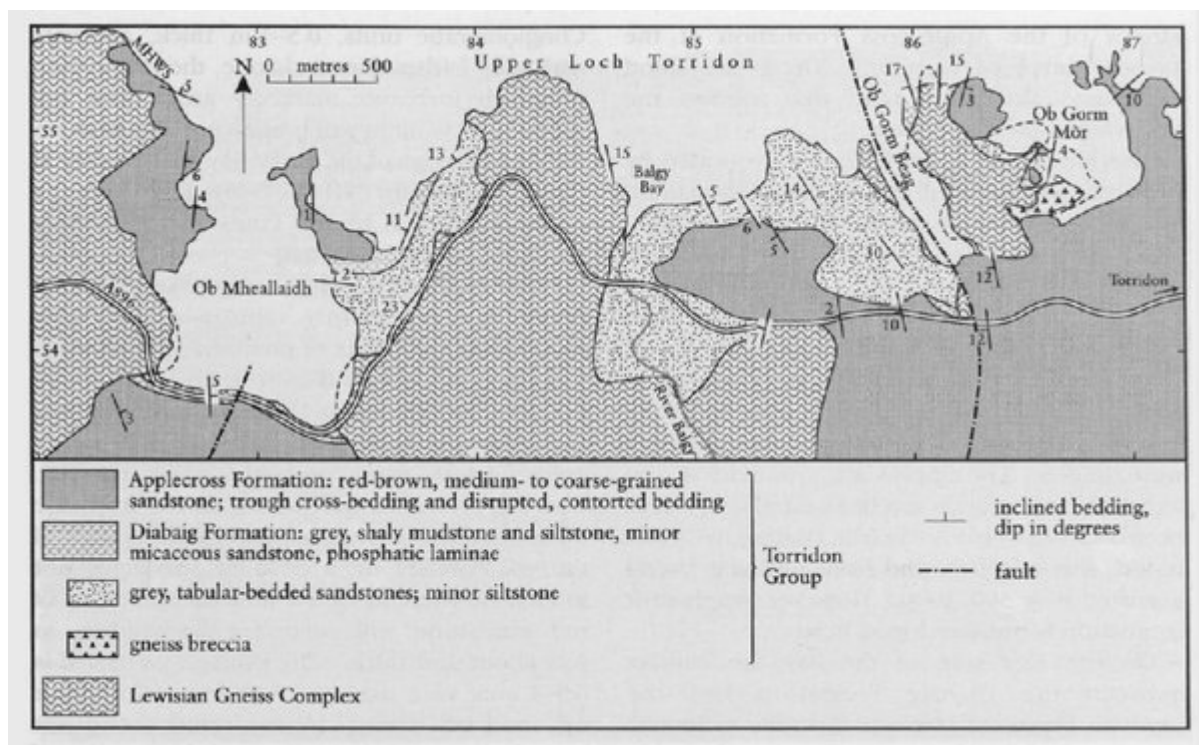 83 84 85 86 87
MHWS
N
0 metres 500
Upper Loch Torridon
Ob Gorm Beag
17
15
3
10
Ob Gorm
Mòr
4
55
5
13
15
Balgy
Bay
6
4
1
11
5
14
6
5
30
12
Torridon
2
Ob Mheallaidh
23
A896
2
10
12
7
54
5
River Balgy
Applecross Formation: red-brown, medium- to coarse-grained
sandstone; trough cross-bedding and disrupted, contorted bedding
Diabaig Formation: grey, shaly mudstone and siltstone, minor
micaceous sandstone, phosphatic laminae
grey, tabular-bedded sandstones; minor siltstone
gneiss breccia
Lewisian Gneiss Complex
Torridon
Group
inclined bedding,
dip in degrees
fault